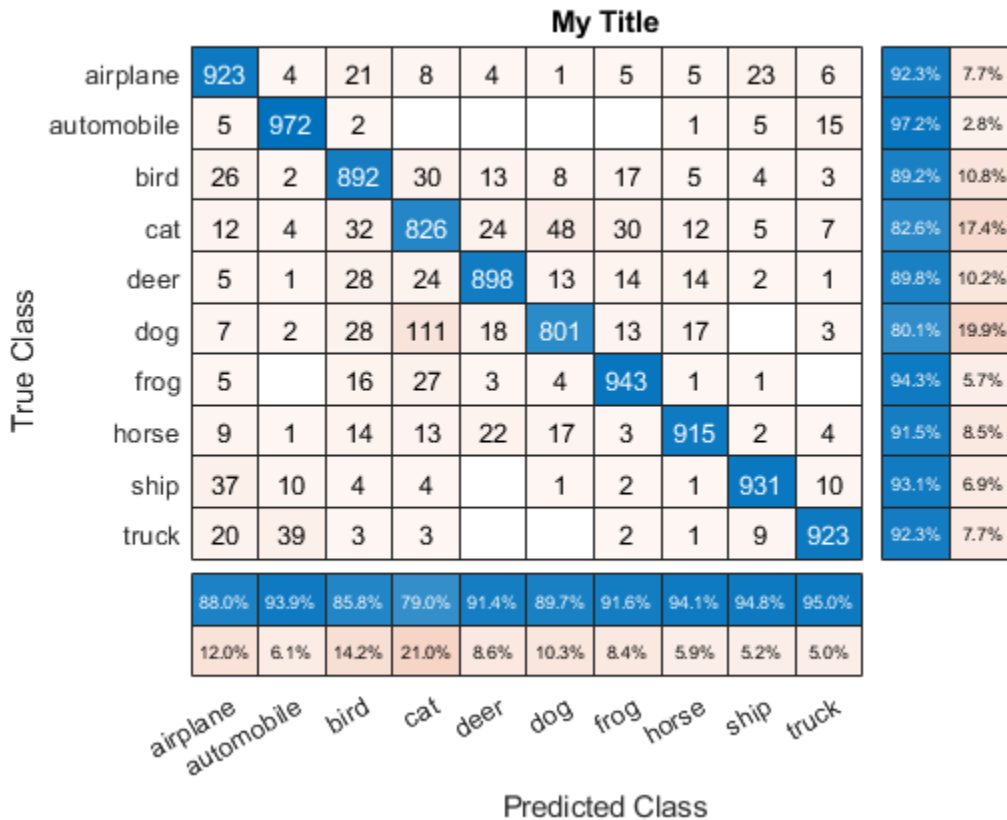 My Title
airplane 923 4 21 8 4 1 5 5 23 6 92.3% 7.7%
automobile 5 972 2 1 5 15 97.2% 2.8%
bird 26 2 892 30 13 8 17 5 4 3 89.2% 10.8%
cat 12 4 32 826 24 48 30 12 5 7 82.6% 17.4%
deer 5 1 28 24 898 13 14 14 2 1 89.8% 10.2%
dog 7 2 28 111 18 801 13 17 3 80.1% 19.9%
frog 5 16 27 3 4 943 1 1 94.3% 5.7%
horse 9 1 14 13 22 17 3 915 2 4 91.5% 8.5%
ship 37 10 4 4 1 2 1 931 10 93.1% 6.9%
truck 20 39 3 3 2 1 9 923 92.3% 7.7%
True Class
88.0% 93.9% 85.8% 79.0% 91.4% 89.7% 91.6% 94.1% 94.8% 95.0%
12.0% 6.1% 14.2% 21.0% 8.6% 10.3% 8.4% 5.9% 5.2% 5.0%
airplane automobile bird cat deer dog frog horse ship truck
Predicted Class